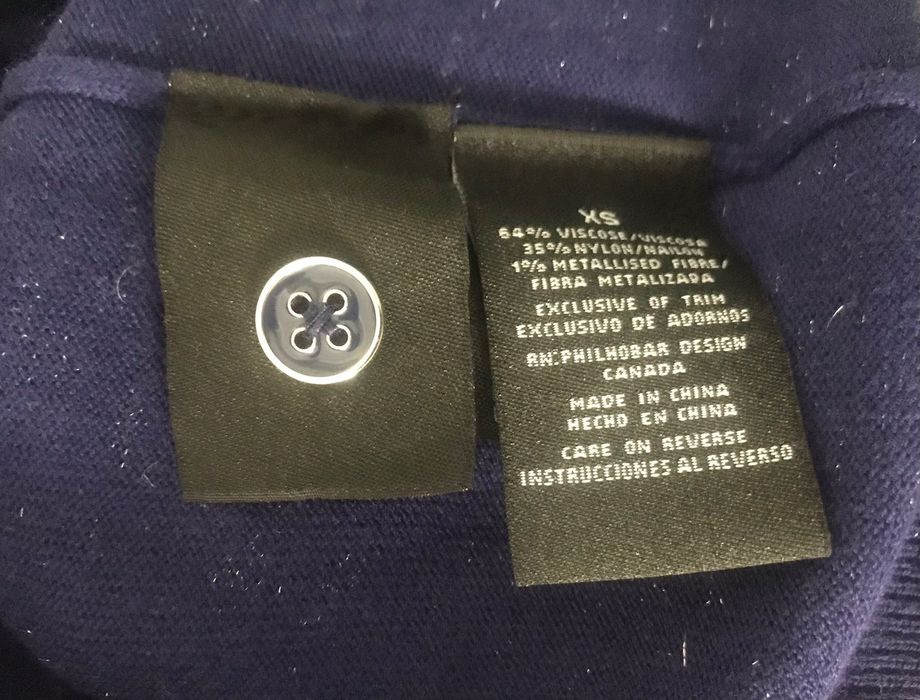 XS
64% VISCOSE/VISCOSA
35% NYLON/NAILON
1% METALLISED FIBRE/
FIBRA METALIZADA
EXCLUSIVE OF TRIM
EXCLUSIVO DE ADORNOS
RN:PHILHOBAR DESIGN
CANADA
MADE IN CHINA
HECHO EN CHINA
CARE ON REVERSE
INSTRUCCIONES AL REVERSO